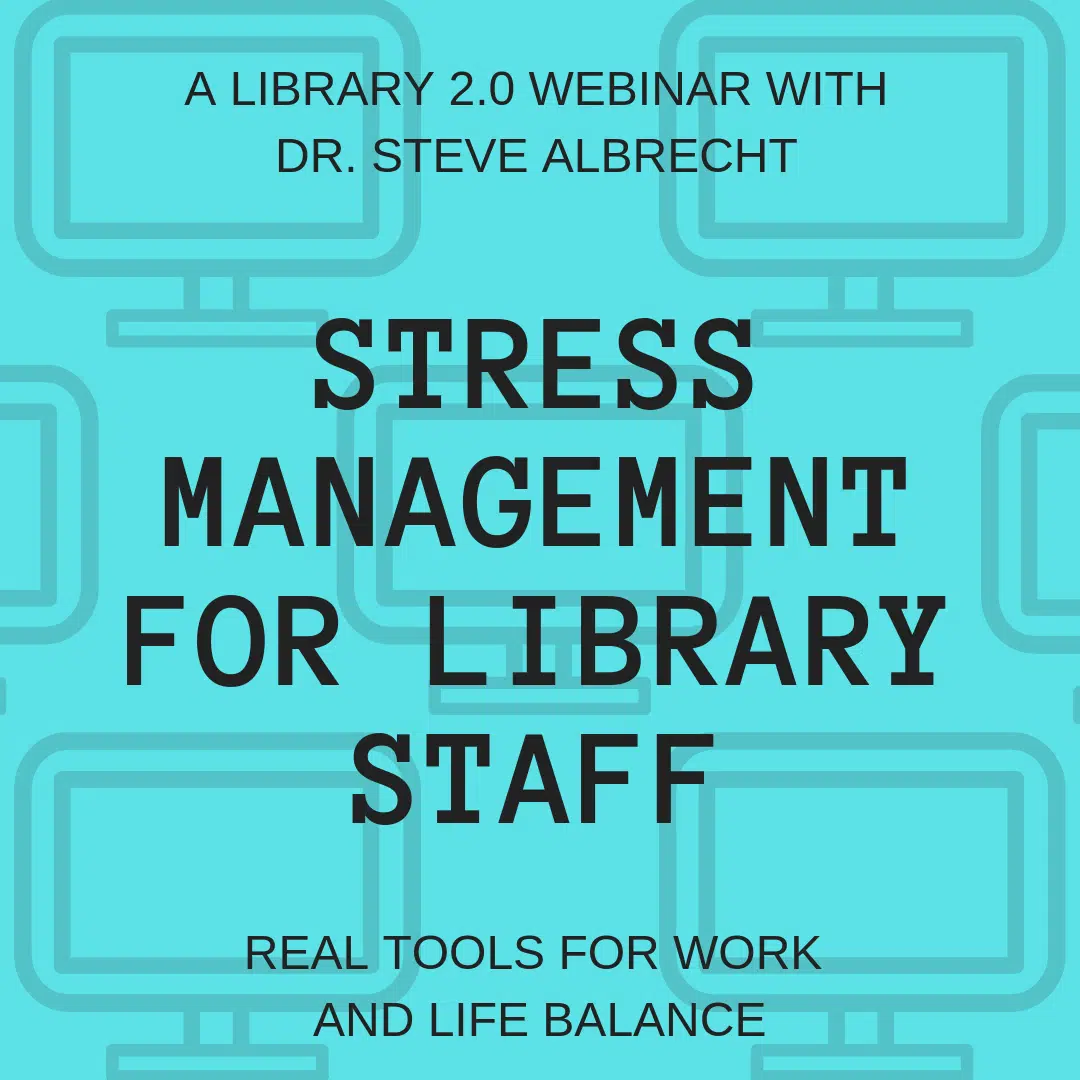 A LIBRARY 2.0 WEBINAR WITH
DR. STEVE ALBRECHT
STRESS
MANAGEMENT
FOR LIBRARY
STAFF
REAL TOOLS FOR WORK
AND LIFE BALANCE